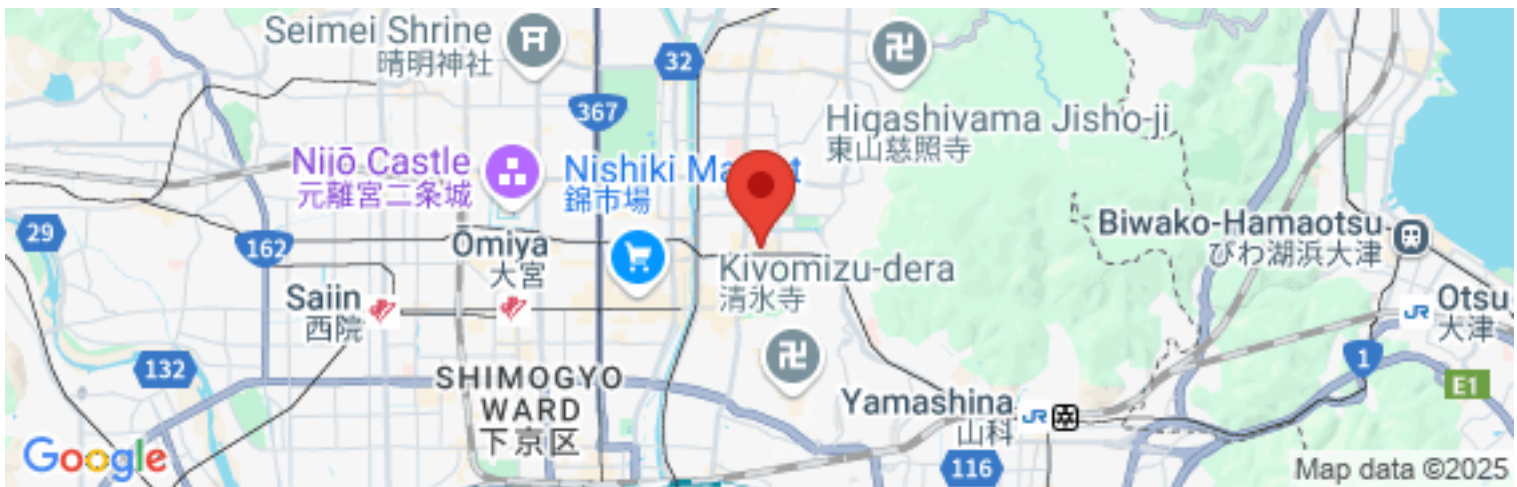 Seimei Shrine
晴明神社
32
367
Higashiyama Jisho-ji
東山慈照寺
Nijō Castle
元離宮二条城
Nishiki Ma t
錦市場
29
162
Ōmiya
大宮
Kiyomizu-dera
清水寺
Biwako-Hamaotsu
びわ湖浜大津
Saiin
西院
JR
Otsu
大津
132
1
E1
SHIMOGYO
WARD
下京区
Yamashina
山科
JR
116
Google
Map data ©2025